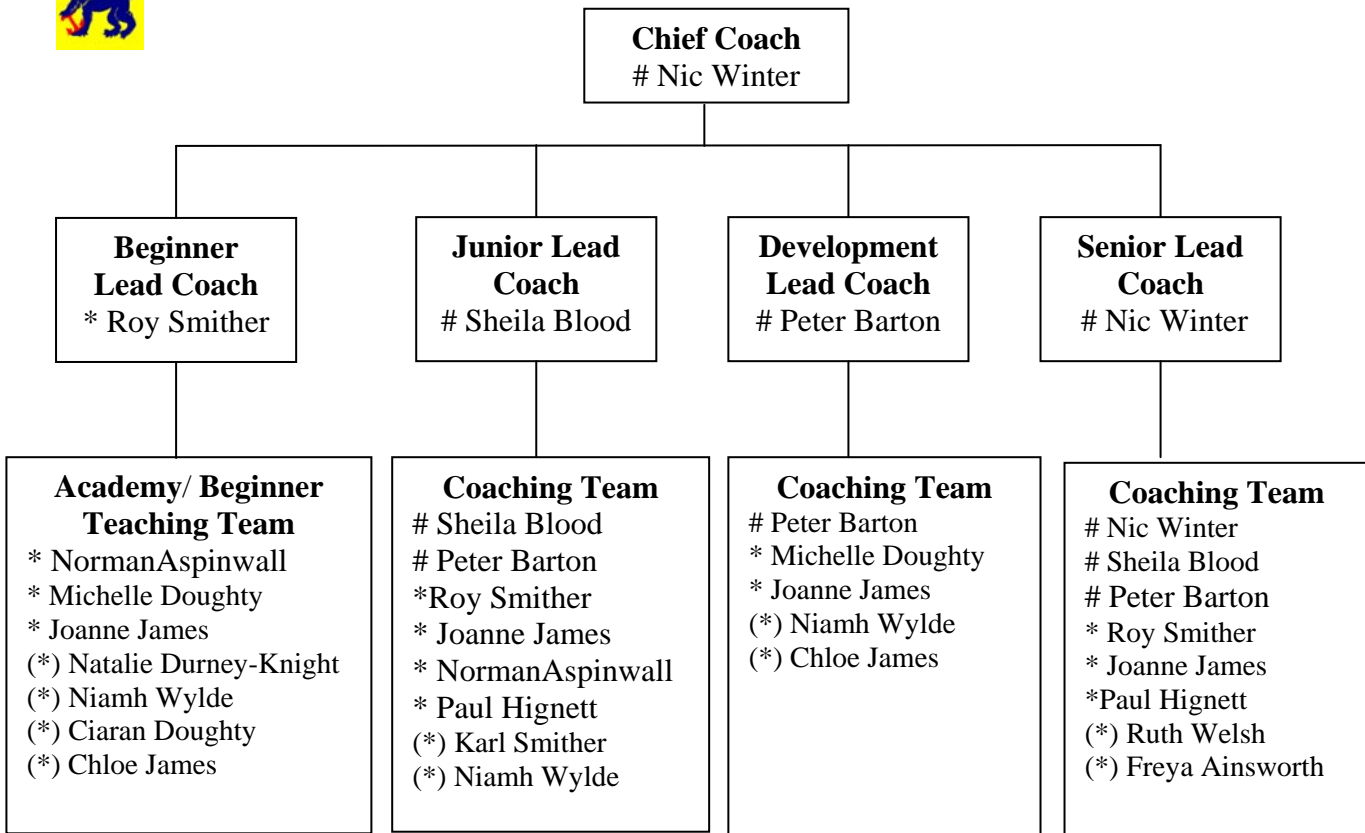 Chief Coach
# Nic Winter
Beginner
Lead Coach
* Roy Smither
Junior Lead
Coach
# Sheila Blood
Development
Lead Coach
# Peter Barton
Senior Lead
Coach
# Nic Winter
Academy/ Beginner
Teaching Team
* NormanAspinwall
* Michelle Doughty
* Joanne James
(*) Natalie Durney-Knight
(*) Niamh Wylde
(*) Ciaran Doughty
(*) Chloe James
Coaching Team
# Sheila Blood
# Peter Barton
*Roy Smither
* Joanne James
* NormanAspinwall
* Paul Hignett
(*) Karl Smither
(*) Niamh Wylde
Coaching Team
# Peter Barton
* Michelle Doughty
* Joanne James
(*) Niamh Wylde
(*) Chloe James
Coaching Team
# Nic Winter
# Sheila Blood
# Peter Barton
* Roy Smither
* Joanne James
*Paul Hignett
(*) Ruth Welsh
(*) Freya Ainsworth